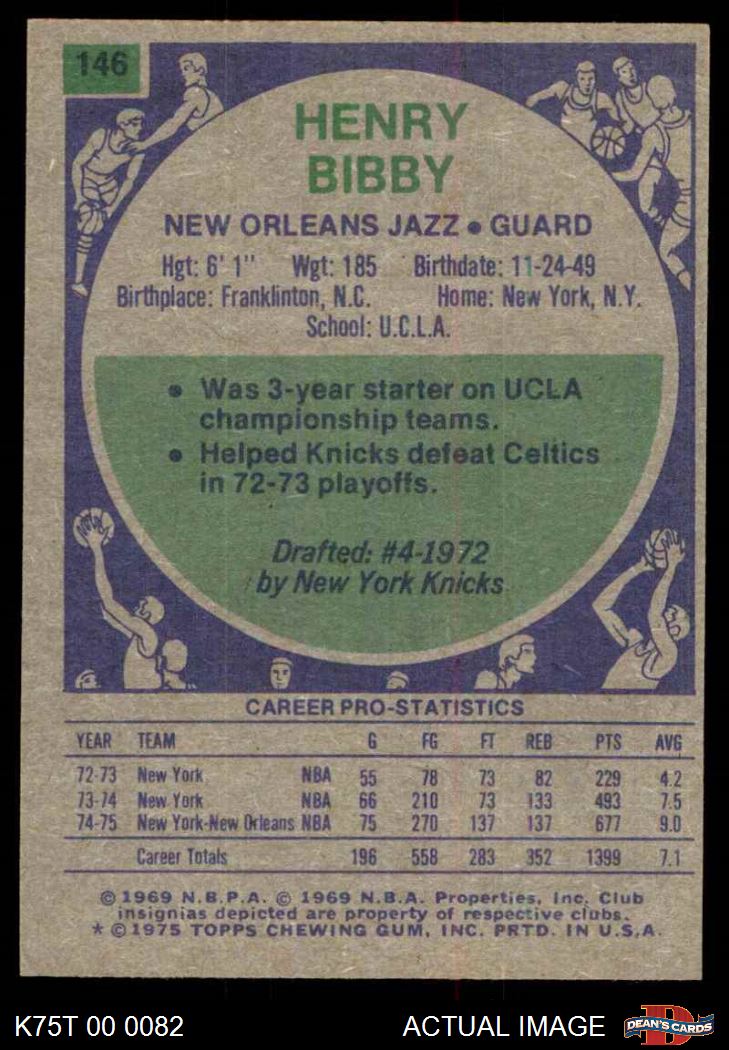 146
HENRY
BIBBY
NEW ORLEANS JAZZ • GUARD
Hgt: 6' 1" Wgt: 185 Birthdate: 11-24-49
Birthplace: Franklinton, N.C. Home: New York, N.Y.
School: U.C.L.A.
• Was 3-year starter on UCLA
championship teams.
• Helped Knicks defeat Celtics
in 72-73 playoffs.
Drafted: #4-1972
by New York Knicks
CAREER PRO-STATISTICS
YEAR TEAM G FG FT REB PTS AVG
72-73 New York NBA 55 78 73 82 229 4.2
73-74 New York NBA 66 210 73 133 493 7.5
74-75 New York-New Orleans NBA 75 270 137 137 677 9.0
Career Totals 196 558 283 352 1399 7.1
© 1969 N.B.P.A. © 1969 N.B.A. Properties, Inc. Club
insignias depicted are property of respective clubs.
* © 1975 TOPPS CHEWING GUM, INC. PRTD. IN U.S.A.
K75T 00 0082 ACTUAL IMAGE DEAN'S CARDS